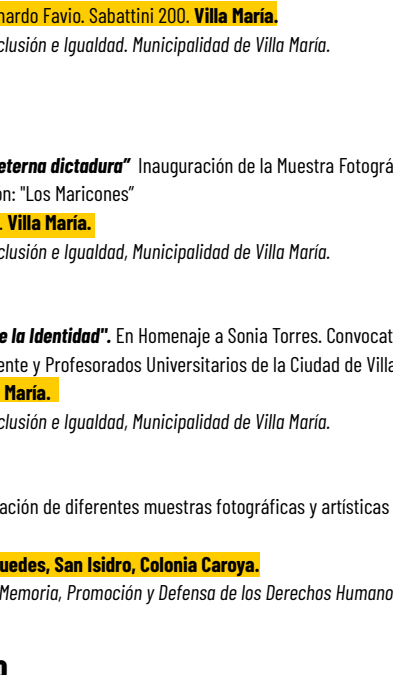 nardo Favio. Sabattini 200. Villa María.
clusión e Igualdad. Municipalidad de Villa María.
eterna dictadura” Inauguración de la Muestra Fotográ
ón: "Los Maricones”
. Villa María.
clusión e Igualdad, Municipalidad de Villa María.
e la Identidad". En Homenaje a Sonia Torres. Convocat
ente y Profesorados Universitarios de la Ciudad de Villa
María.
clusión e Igualdad, Municipalidad de Villa María.
ación de diferentes muestras fotográficas y artísticas
uedes, San Isidro, Colonia Caroya.
Memoria, Promoción y Defensa de los Derechos Humano